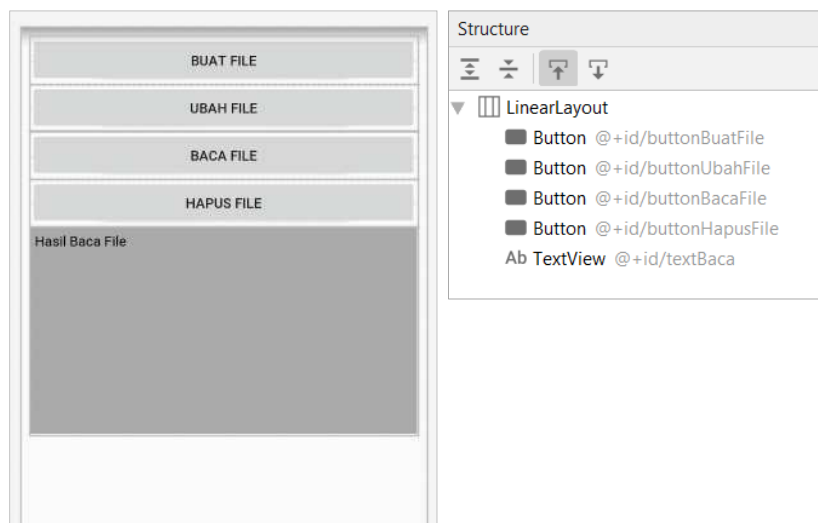 BUAT FILE
UBAH FILE
BACA FILE
HAPUS FILE
Hasil Baca File
Structure
LinearLayout
Button @+id/buttonBuatFile
Button @+id/buttonUbahFile
Button @+id/buttonBacaFile
Button @+id/buttonHapusFile
Ab TextView @+id/textBaca